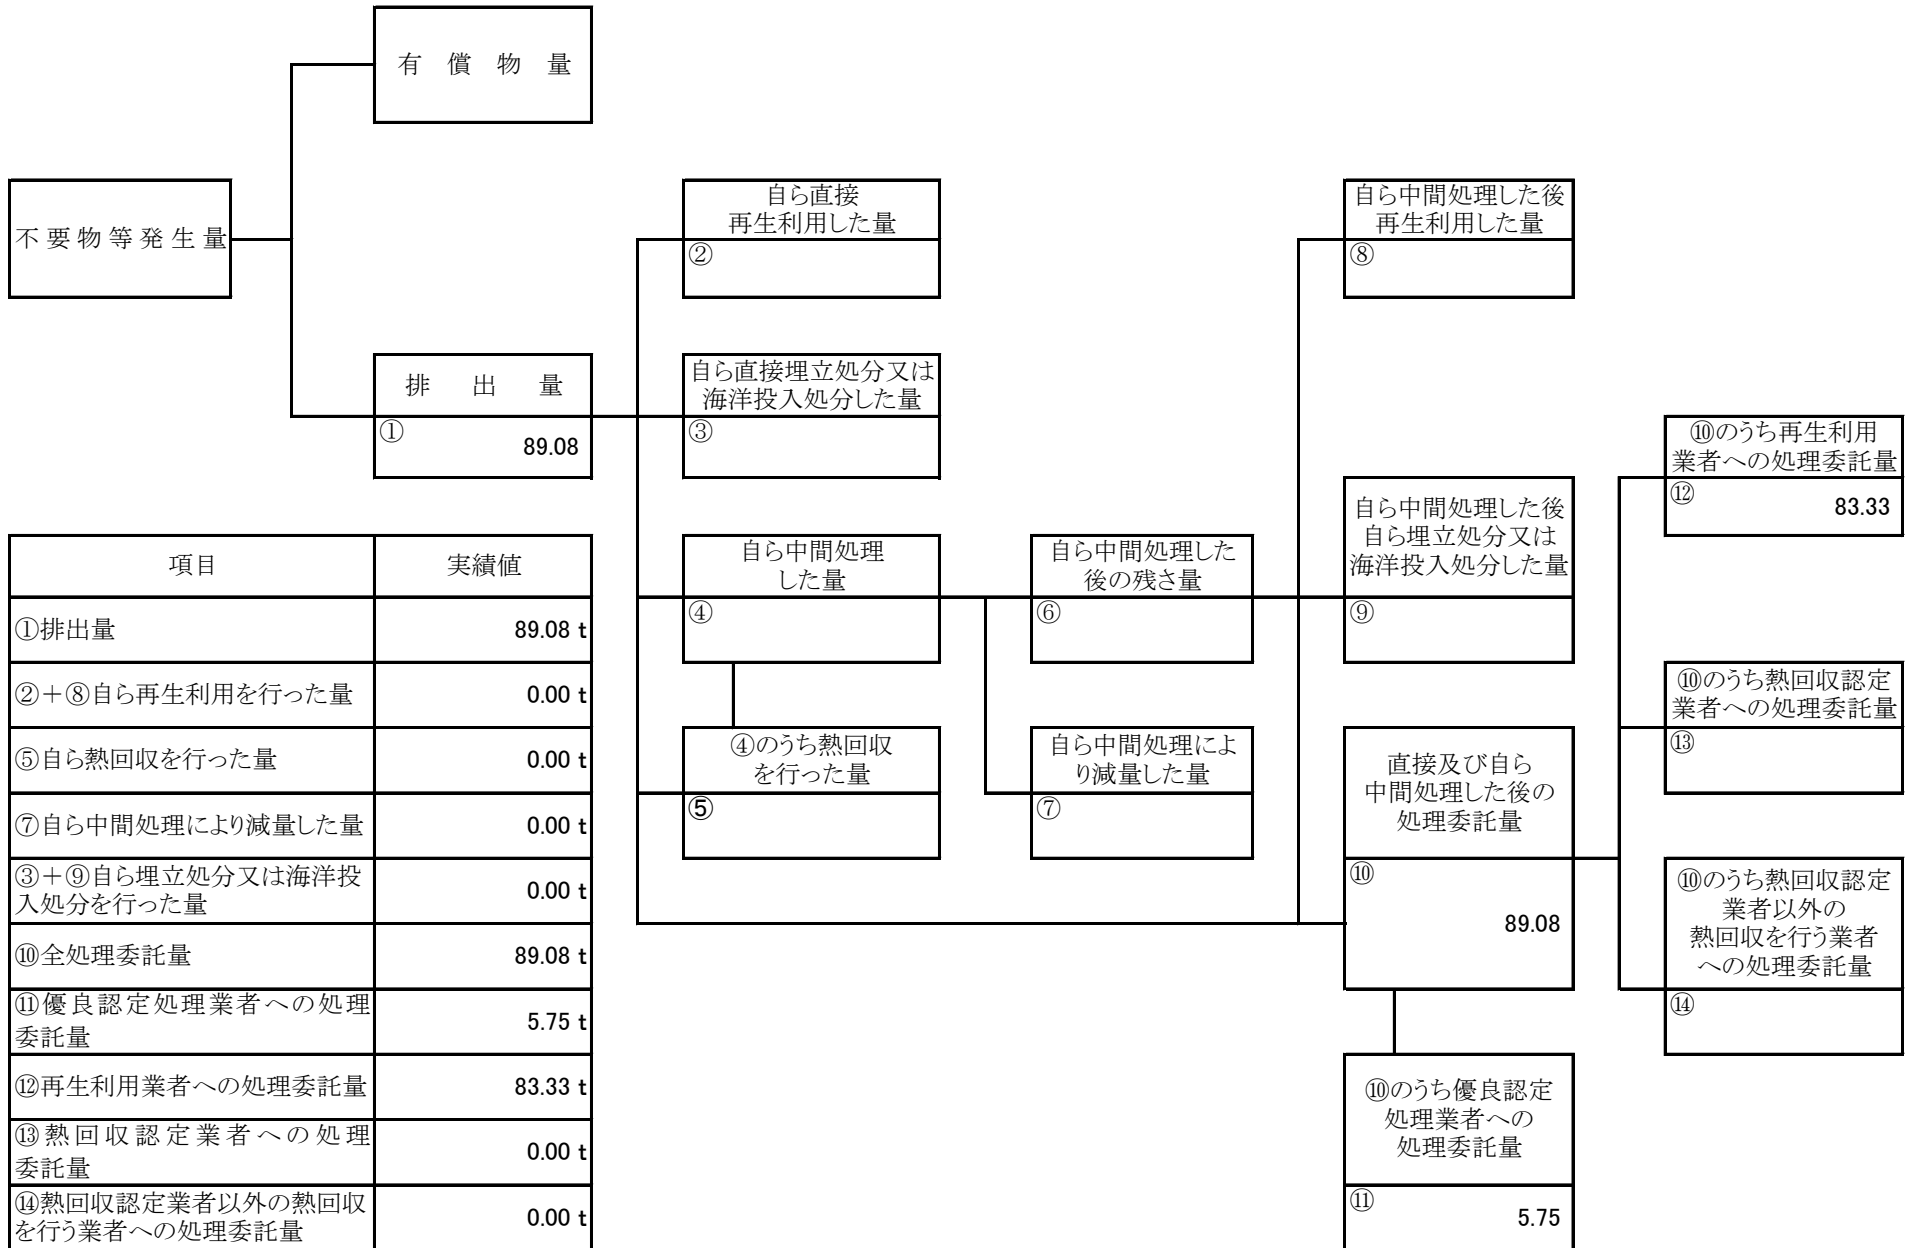 有 償 物 量
不要物等発生量
自ら直接
再生利用した量
②
自ら中間処理した後
再生利用した量
⑧
排 出 量
①
89.08
自ら直接埋立処分又は
海洋投入処分した量
③
⑩のうち再生利用
業者への処理委託量
⑫
83.33
自ら中間処理した後
自ら埋立処分又は
海洋投入処分した量
⑨
自ら中間処理
した量
④
自ら中間処理した
後の残さ量
⑥
⑩のうち熱回収認定
業者への処理委託量
⑬
④のうち熱回収
を行った量
⑤
自ら中間処理によ
り減量した量
⑦
直接及び自ら
中間処理した後の
処理委託量
⑩
89.08
⑩のうち熱回収認定
業者以外の
熱回収を行う業者
への処理委託量
⑭
⑩のうち優良認定
処理業者への
処理委託量
⑪
5.75
項目 実績値
①排出量 89.08 t
②＋⑧自ら再生利用を行った量 0.00 t
⑤自ら熱回収を行った量 0.00 t
⑦自ら中間処理により減量した量 0.00 t
③＋⑨自ら埋立処分又は海洋投
入処分を行った量 0.00 t
⑩全処理委託量 89.08 t
⑪優良認定処理業者への処理
委託量 5.75 t
⑫再生利用業者への処理委託量 83.33 t
⑬熱回収認定業者への処理
委託量 0.00 t
⑭熱回収認定業者以外の熱回収
を行う業者への処理委託量 0.00 t